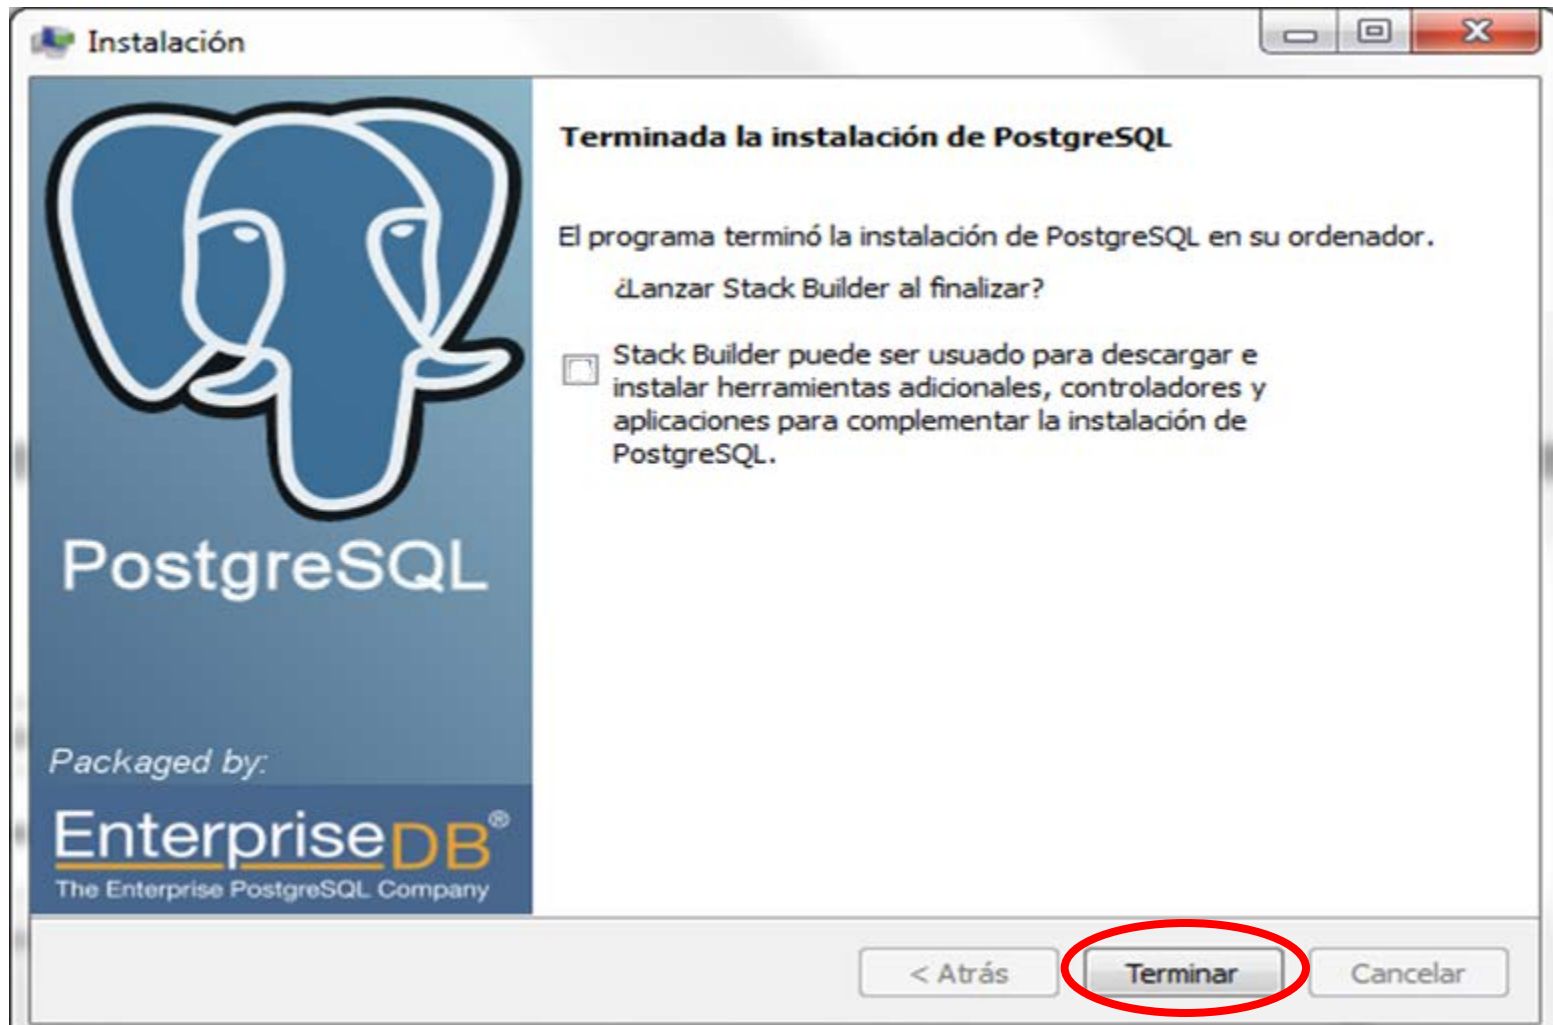 Instalación
Terminada la instalación de PostgreSQL
El programa terminó la instalación de PostgreSQL en su ordenador.
¿Lanzar Stack Builder al finalizar?
Stack Builder puede ser usuado para descargar e
instalar herramientas adicionales, controladores y
aplicaciones para complementar la instalación de
PostgreSQL.
PostgreSQL
Packaged by:
EnterpriseDB®
The Enterprise PostgreSQL Company
< Atrás
Terminar
Cancelar